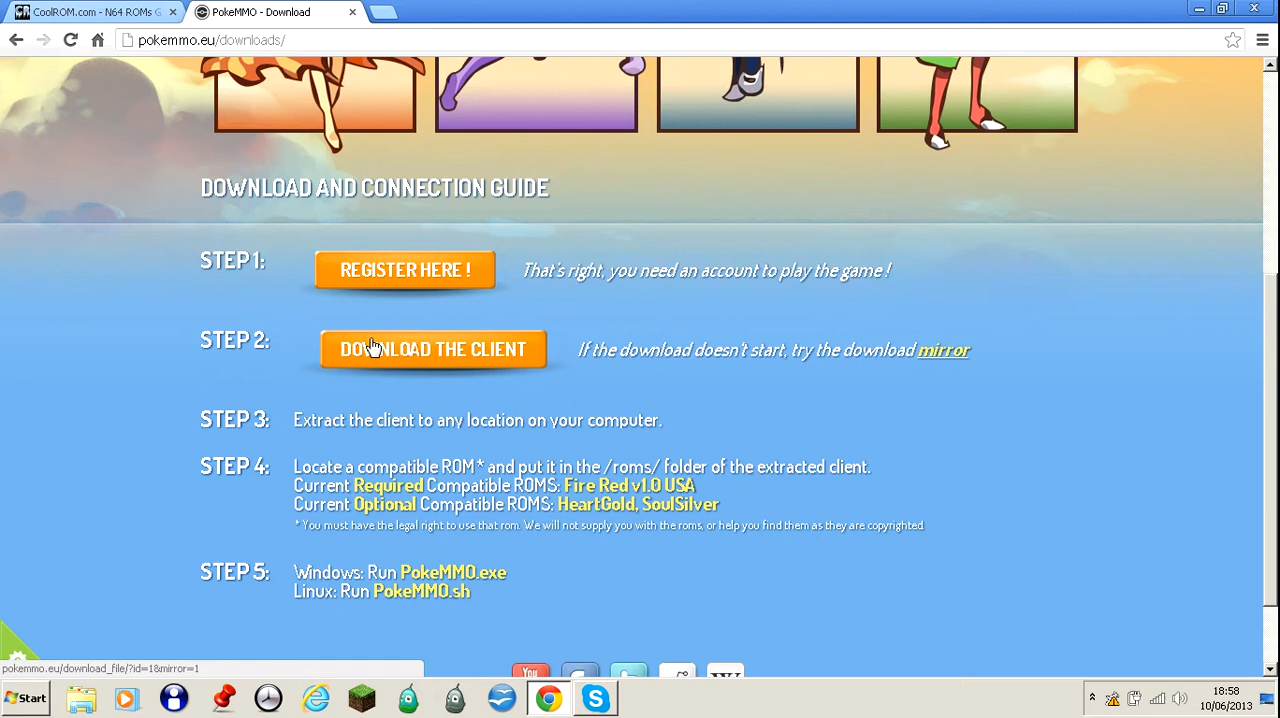 CoolROM.com - N64 ROMs G
PokeMMO - Download
pokemmo.eu/downloads/
DOWNLOAD AND CONNECTION GUIDE
STEP 1:
REGISTER HERE !
That's right, you need an account to play the game !
STEP 2:
DOWNLOAD THE CLIENT
If the download doesn't start, try the download mirror
STEP 3:
Extract the client to any location on your computer.
STEP 4:
Locate a compatible ROM* and put it in the /roms/ folder of the extracted client.
Current Required Compatible ROMS: Fire Red v1.0 USA
Current Optional Compatible ROMS: HeartGold, SoulSilver
* You must have the legal right to use that rom. We will not supply you with the roms, or help you find them as they are copyrighted.
STEP 5:
Windows: Run PokeMMO.exe
Linux: Run PokeMMO.sh
pokemmo.eu/download_file/?id=1&mirror=1
You
W
Start
18:58
10/06/2013